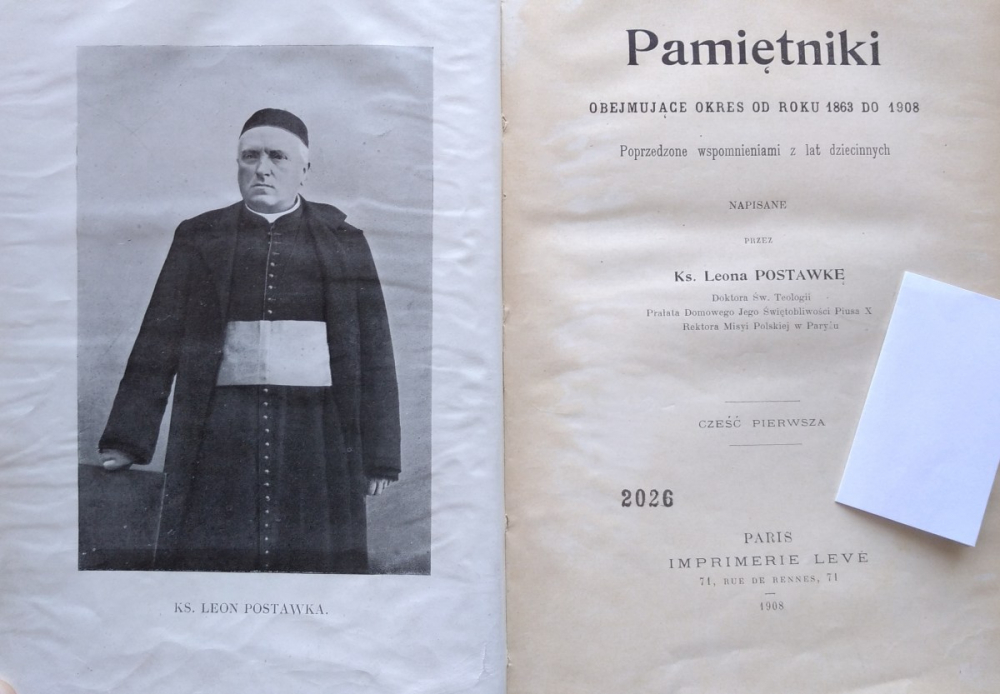 KS. LEON POSTAWKA.
Pamiętniki
OBEJMUJĄCE OKRES OD ROKU 1863 DO 1908
Poprzedzone wspomnieniami z lat dziecinnych
NAPISANE
PRZEZ
Ks. Leona POSTAWKĘ
Doktora Św. Teologii
Prałata Domowego Jego Świętobliwości Piusa X
Rektora Misyi Polskiej w Paryżu
CZEŚĆ PIERWSZA
2026
PARIS
IMPRIMERIE LEVÉ
71, RUE DE RENNES, 71
1908